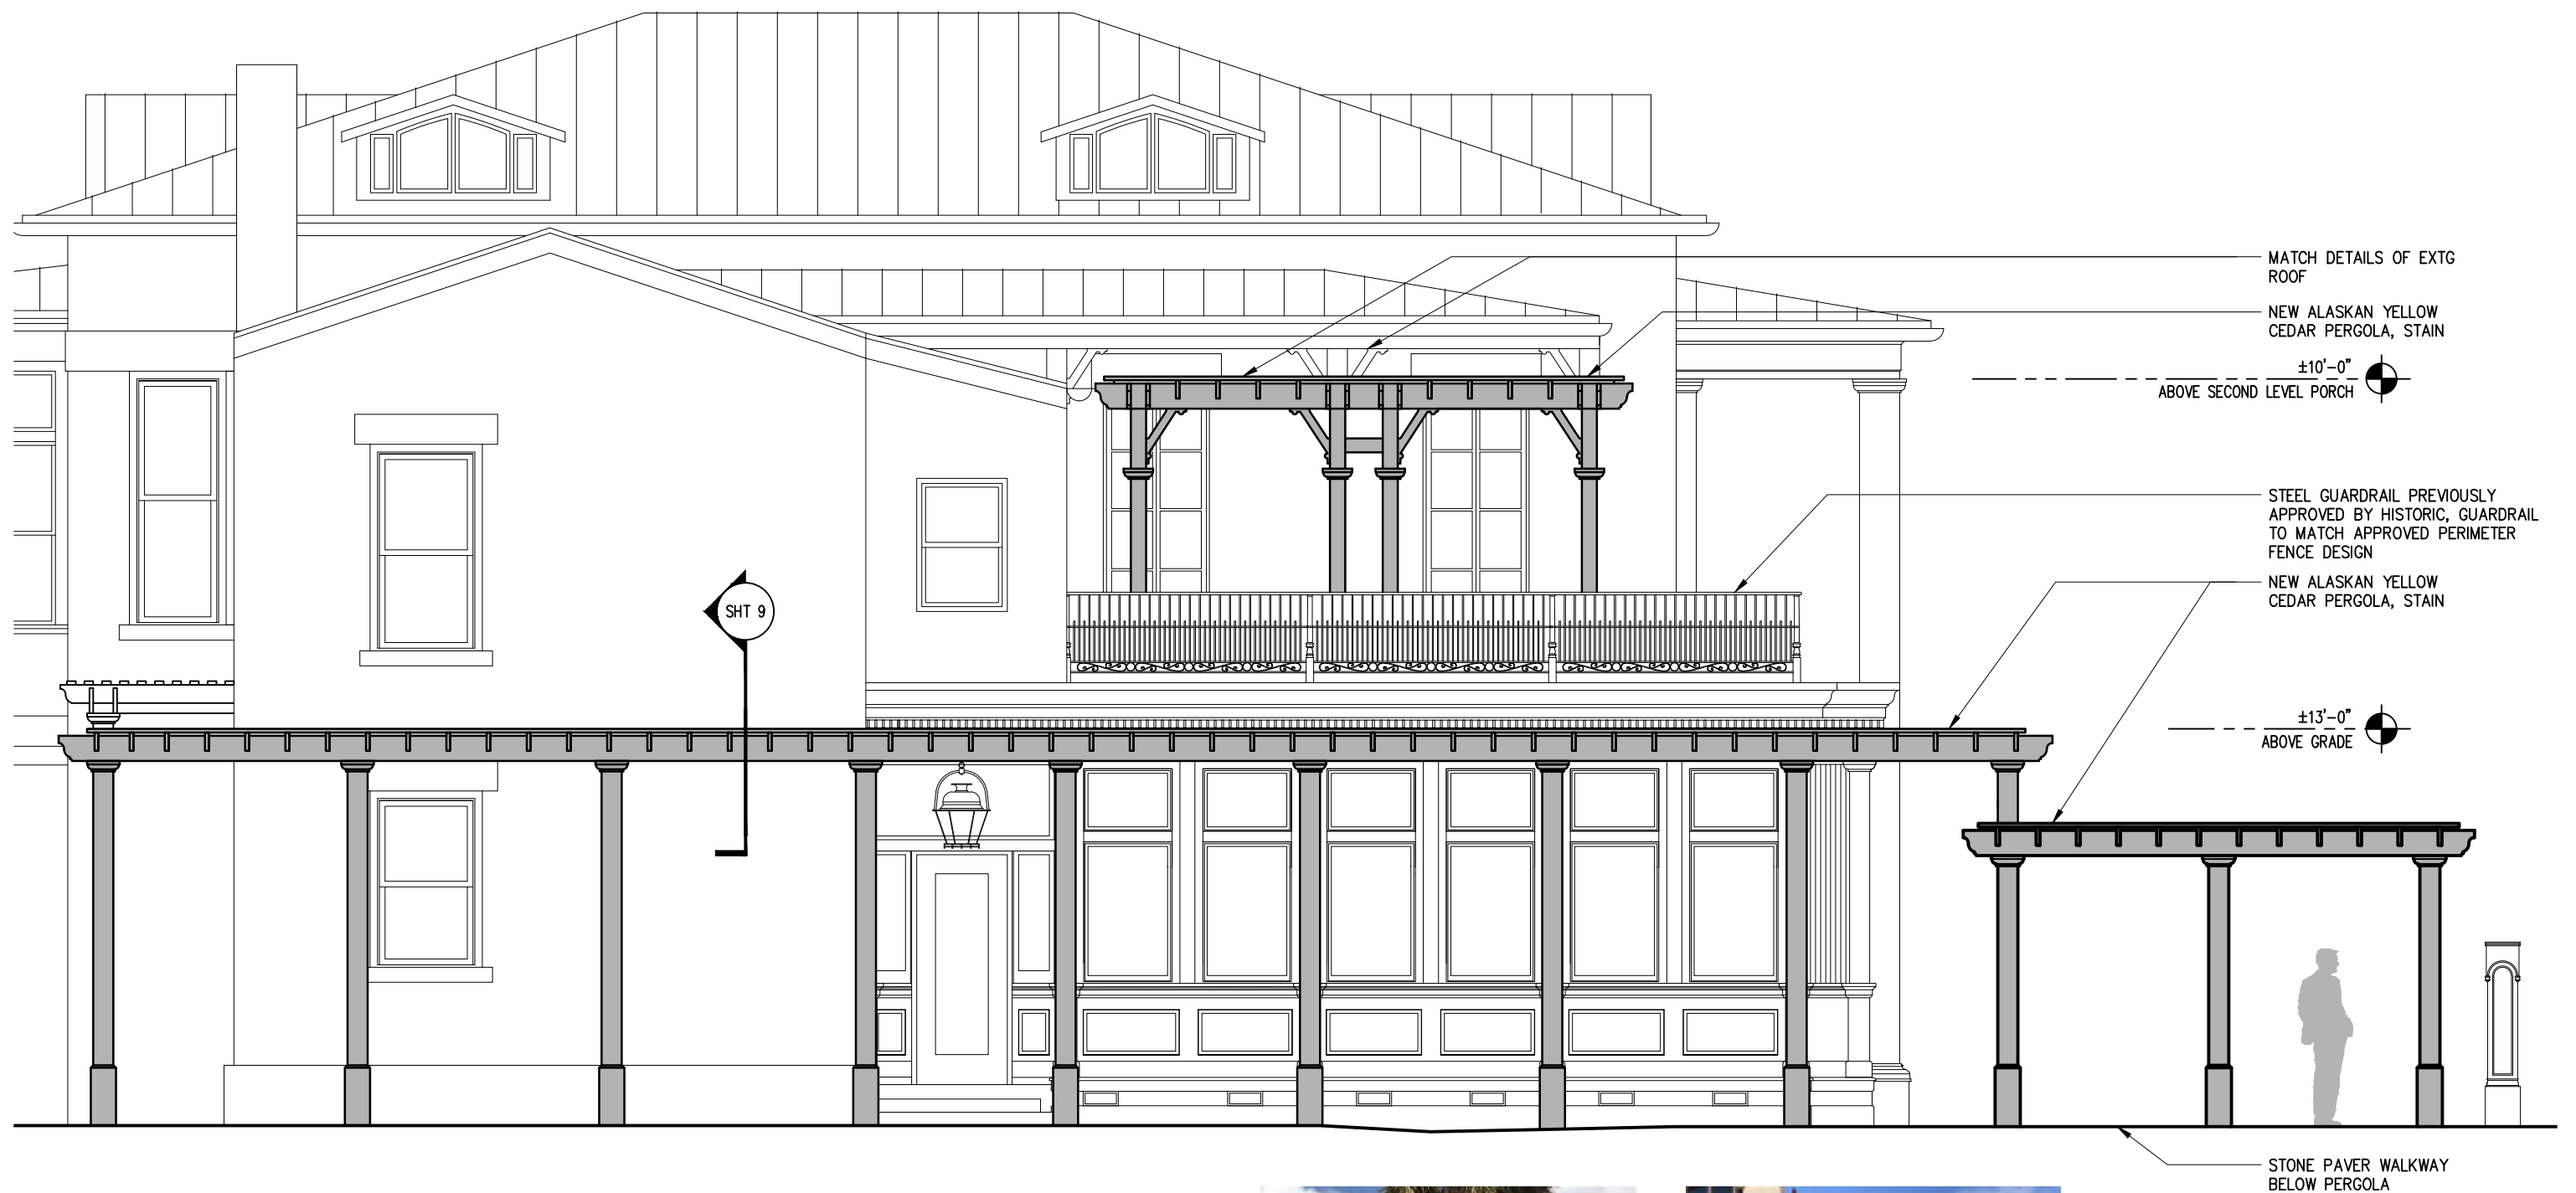 MATCH DETAILS OF EXTG
ROOF
NEW ALASKAN YELLOW
CEDAR PERGOLA, STAIN
±10'-0"
ABOVE SECOND LEVEL PORCH
STEEL GUARDRAIL PREVIOUSLY
APPROVED BY HISTORIC, GUARDRAIL
TO MATCH APPROVED PERIMETER
FENCE DESIGN
NEW ALASKAN YELLOW
CEDAR PERGOLA, STAIN
SHT 9
±13'-0"
ABOVE GRADE
STONE PAVER WALKWAY
BELOW PERGOLA